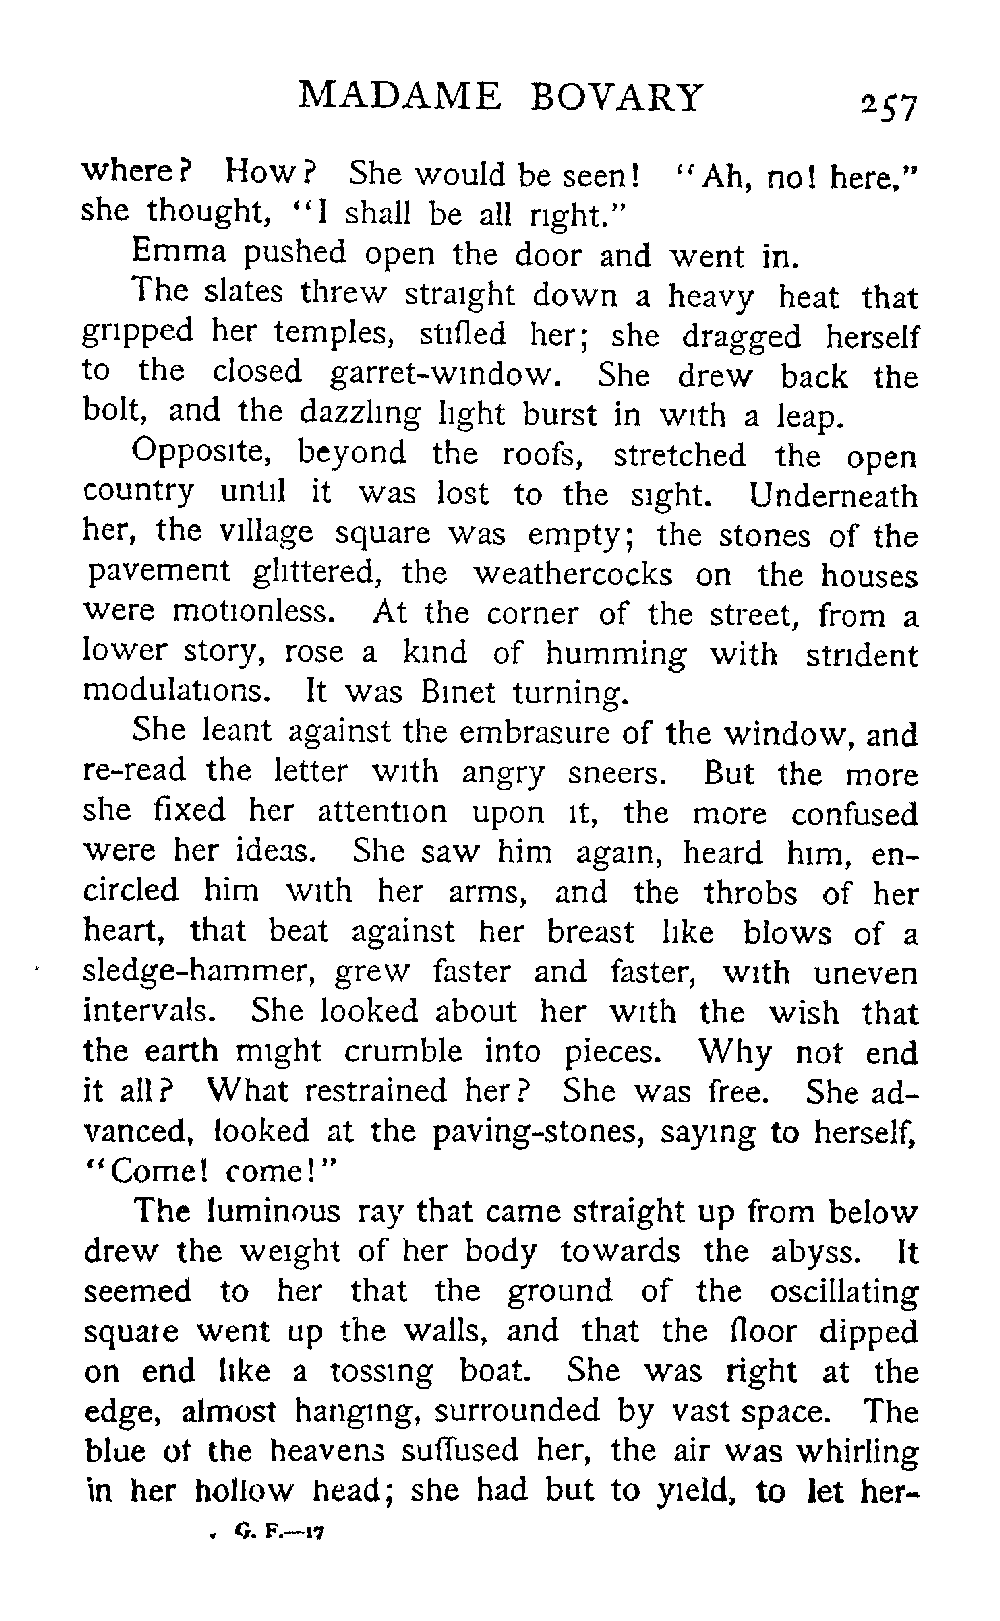 MADAME BOVARY 257
where? How? She would be seen! "Ah, no! here,"
she thought, "I shall be all right."
Emma pushed open the door and went in.
The slates threw straight down a heavy heat that
gripped her temples, stifled her; she dragged herself
to the closed garret-window. She drew back the
bolt, and the dazzling light burst in with a leap.
Opposite, beyond the roofs, stretched the open
country until it was lost to the sight. Underneath
her, the village square was empty; the stones of the
pavement glittered, the weathercocks on the houses
were motionless. At the corner of the street, from a
lower story, rose a kind of humming with strident
modulations. It was Binet turning.
She leant against the embrasure of the window, and
re-read the letter with angry sneers. But the more
she fixed her attention upon it, the more confused
were her ideas. She saw him again, heard him, en-
circled him with her arms, and the throbs of her
heart, that beat against her breast like blows of a
sledge-hammer, grew faster and faster, with uneven
intervals. She looked about her with the wish that
the earth might crumble into pieces. Why not end
it all? What restrained her? She was free. She ad-
vanced, looked at the paving-stones, saying to herself,
"Come! come!"
The luminous ray that came straight up from below
drew the weight of her body towards the abyss. It
seemed to her that the ground of the oscillating
square went up the walls, and that the floor dipped
on end like a tossing boat. She was right at the
edge, almost hanging, surrounded by vast space. The
blue of the heavens suffused her, the air was whirling
in her hollow head; she had but to yield, to let her-
G. F.—17